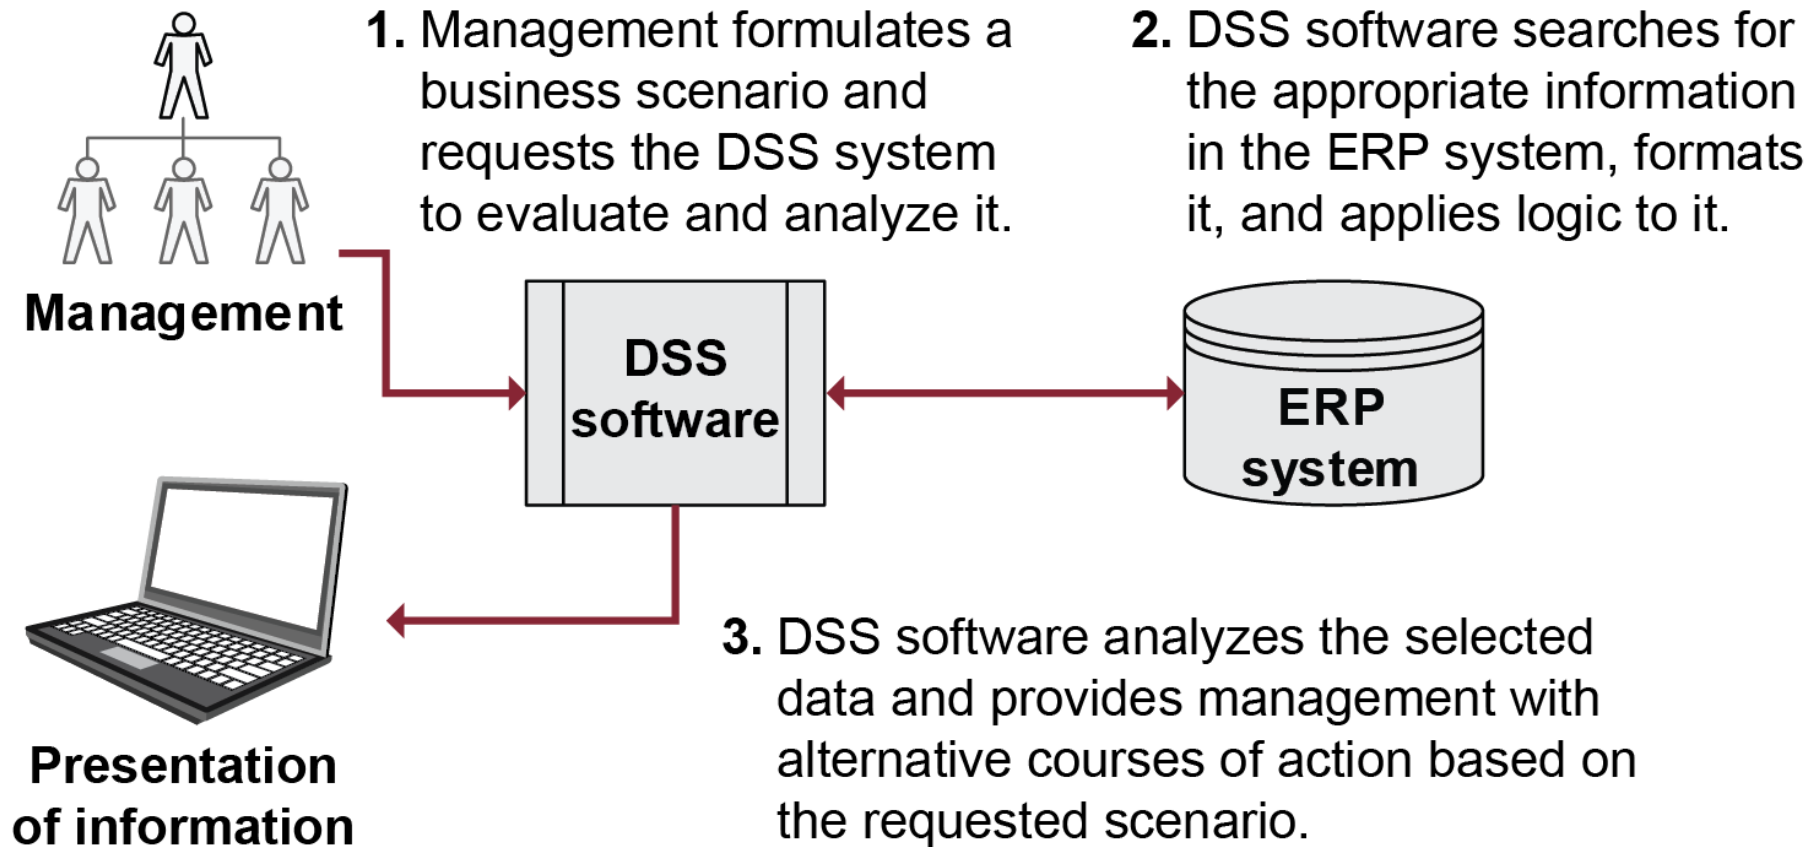 1. Management formulates a
business scenario and
requests the DSS system
to evaluate and analyze it.
2. DSS software searches for
the appropriate information
in the ERP system, formats
it, and applies logic to it.
Management
DSS
software
ERP
system
3. DSS software analyzes the selected
data and provides management with
alternative courses of action based on
the requested scenario.
Presentation
of information